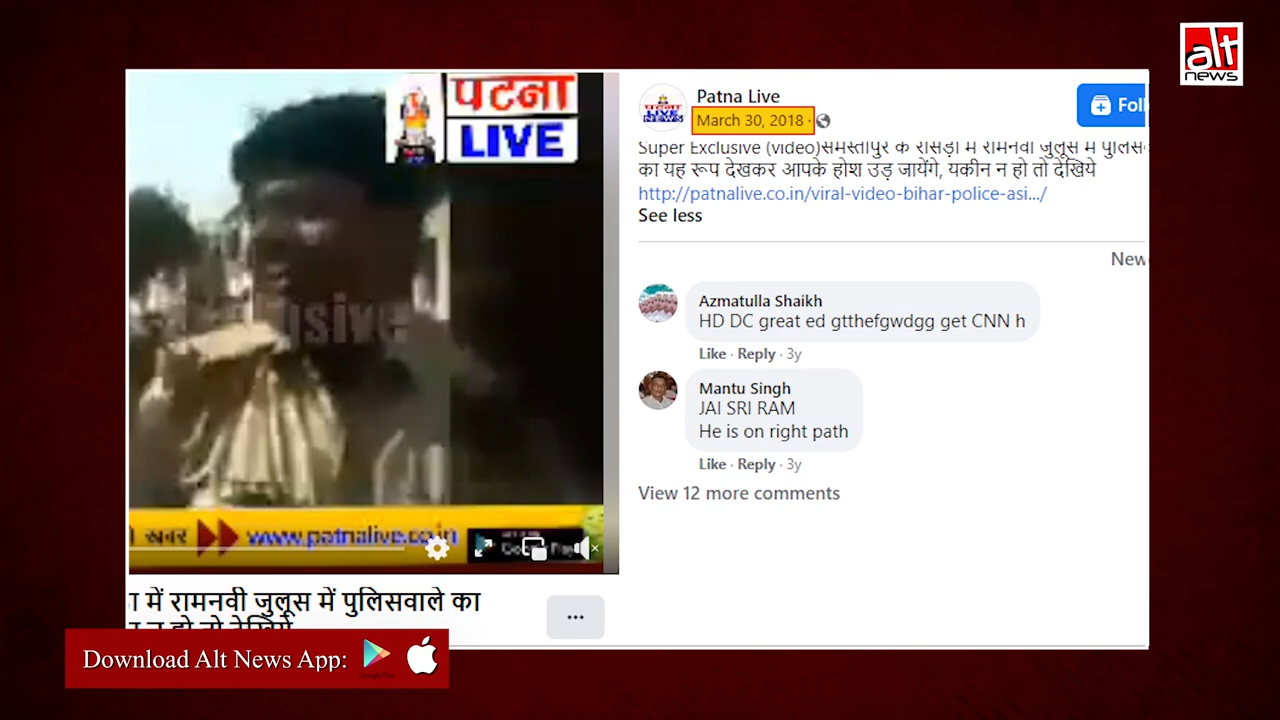 alt
news
पटना
LIVE
Patna Live
March 30, 2018 ·
Super Exclusive (video)समस्तीपुर के रोसड़ा में रामनवी जुलूस में
का यह रूप देखकर आपके होश उड़ जायेंगे, यकीन न हो तो देखिये
http://patnalive.co.in/viral-video-bihar-police-asi.../
See less
Azmatulla Shaikh
HD DC great ed gtthefgwdgg get CNN h
Like · Reply · 3y
Mantu Singh
JAI SRI RAM
He is on right path
Like · Reply · 3y
View 12 more comments
खबर www.patnalive.co.in
में रामनवी जुलूस में पुलिसवाले का
न हो तो देखिये
Download Alt News App: